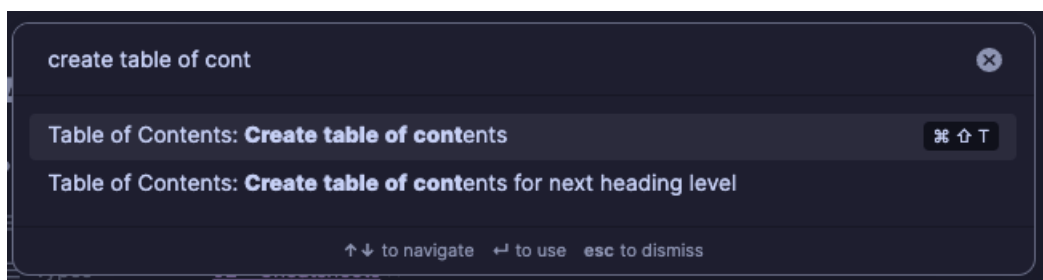 create table of cont
Table of Contents: Create table of contents ⌘ ⇧ T
Table of Contents: Create table of contents for next heading level
↑↓ to navigate ↵ to use esc to dismiss